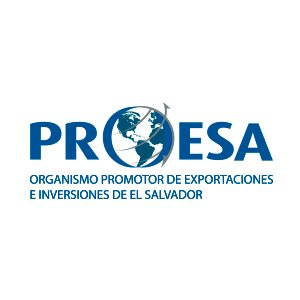 PROESA
ORGANISMO PROMOTOR DE EXPORTACIONES
E INVERSIONES DE EL SALVADOR